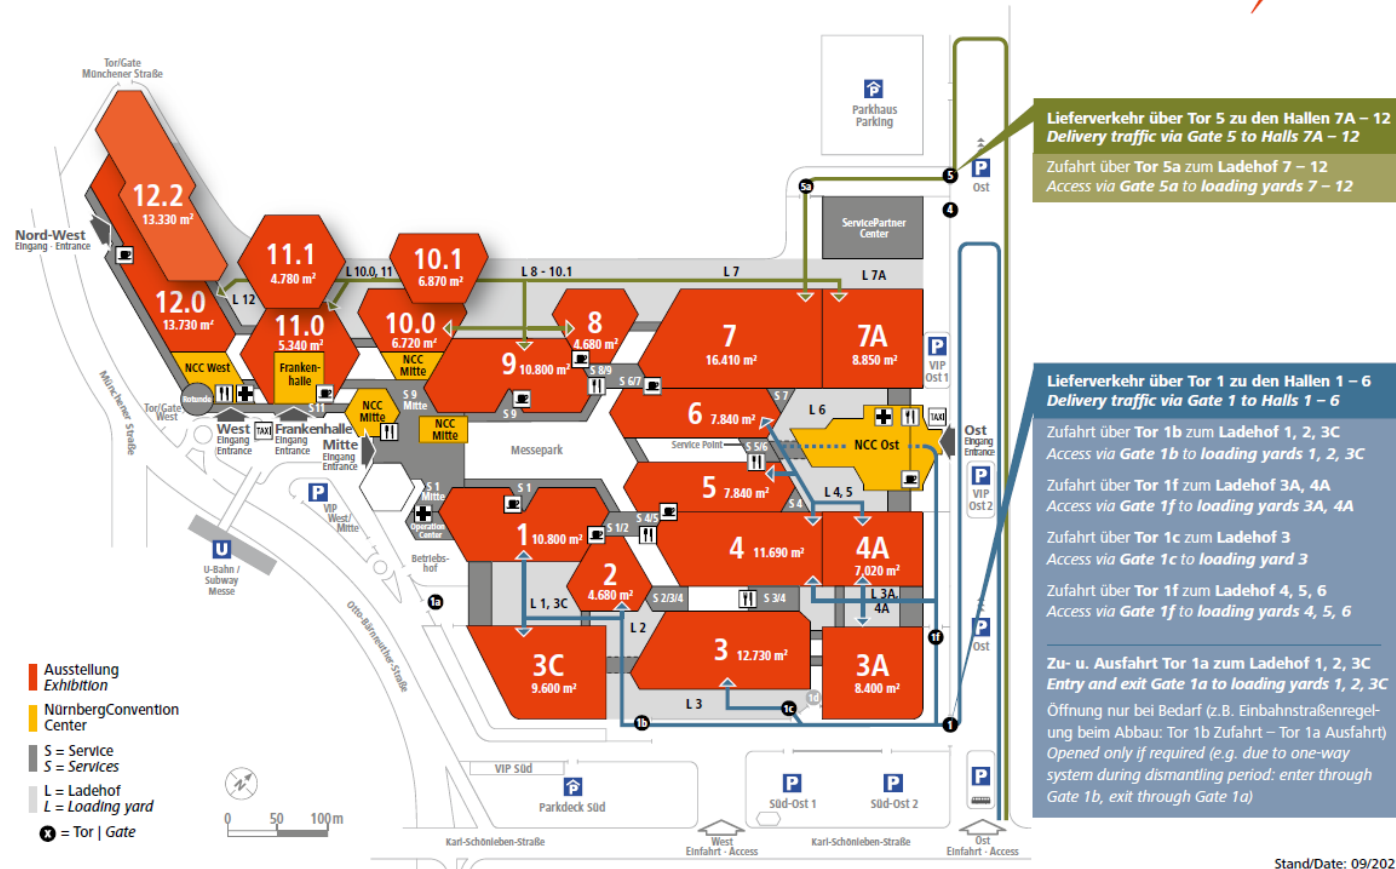 Tor/Gate
Münchener Straße
12.2
13.330 m²
Nord-West
Eingang · Entrance
12.0
13.730 m²
L 12
11.1
4.780 m²
L 10.0, 11
11.0
5.340 m²
Franken-
halle
10.1
6.870 m²
10.0
6.720 m²
NCC
Mitte
L 8 - 10.1
L 7
L 7A
8
4.680 m²
9 10.800 m²
7
16.410 m²
7A
8.850 m²
S 8/9
S 6/7
S 9
Mitte
S 9
NCC West
Rotunde
S 11
Tor/Gate
West
Münchener Straße
West
Eingang
Entrance
TAXI
Frankenhalle
Eingang
Entrance
Mitte
Eingang
Entrance
NCC
Mitte
NCC
Mitte
Messepark
6 7.840 m²
S 7
L 6
Service Point
S 5/6
NCC Ost
TAXI
Ost
Eingang
Entrance
5 7.840 m²
S 4
L 4, 5
S 1
Mitte
S 1
Operation
Center
Betriebs-
hof
1 10.800 m²
S 1/2
S 4/5
4 11.690 m²
4A
7.020 m²
2
4.680 m²
L 1, 3C
S 2/3/4
S 3/4
L 3A,
4A
L 2
3C
9.600 m²
3 12.730 m²
3A
8.400 m²
L 3
1a
1b
1c
1d
1f
1
4
5
5a
P
Parkhaus
Parking
ServicePartner
Center
P
Ost
P
VIP
Ost 1
P
VIP
Ost 2
P
Ost
P
P
VIP
West/
Mitte
U
U-Bahn /
Subway
Messe
Otto-Bärnreuther-Straße
VIP Süd
P
Parkdeck Süd
P
Süd-Ost 1
P
Süd-Ost 2
Karl-Schönleben-Straße
West
Einfahrt - Access
Karl-Schönleben-Straße
Ost
Einfahrt - Access
Ausstellung
Exhibition
NürnbergConvention
Center
S = Service
S = Services
L = Ladehof
L = Loading yard
x = Tor | Gate
N
0 50 100 m
Lieferverkehr über Tor 5 zu den Hallen 7A – 12
Delivery traffic via Gate 5 to Halls 7A – 12
Zufahrt über Tor 5a zum Ladehof 7 – 12
Access via Gate 5a to loading yards 7 – 12
Lieferverkehr über Tor 1 zu den Hallen 1 – 6
Delivery traffic via Gate 1 to Halls 1 – 6
Zufahrt über Tor 1b zum Ladehof 1, 2, 3C
Access via Gate 1b to loading yards 1, 2, 3C
Zufahrt über Tor 1f zum Ladehof 3A, 4A
Access via Gate 1f to loading yards 3A, 4A
Zufahrt über Tor 1c zum Ladehof 3
Access via Gate 1c to loading yard 3
Zufahrt über Tor 1f zum Ladehof 4, 5, 6
Access via Gate 1f to loading yards 4, 5, 6
Zu- u. Ausfahrt Tor 1a zum Ladehof 1, 2, 3C
Entry and exit Gate 1a to loading yards 1, 2, 3C
Öffnung nur bei Bedarf (z.B. Einbahnstraßenregel-
ung beim Abbau: Tor 1b Zufahrt – Tor 1a Ausfahrt)
Opened only if required (e.g. due to one-way
system during dismantling period: enter through
Gate 1b, exit through Gate 1a)
Stand/Date: 09/202